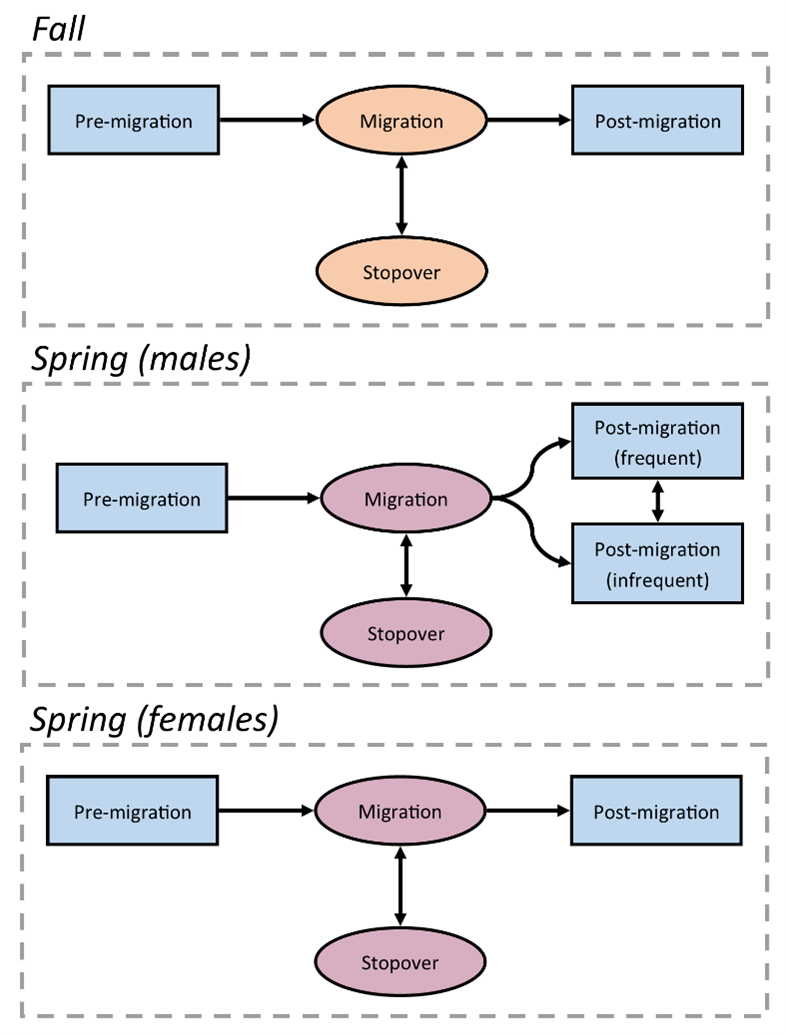 Fall
Pre-migration
Migration
Post-migration
Stopover
Spring (males)
Post-migration
(frequent)
Pre-migration
Migration
Post-migration
(infrequent)
Stopover
Spring (females)
Pre-migration
Migration
Post-migration
Stopover